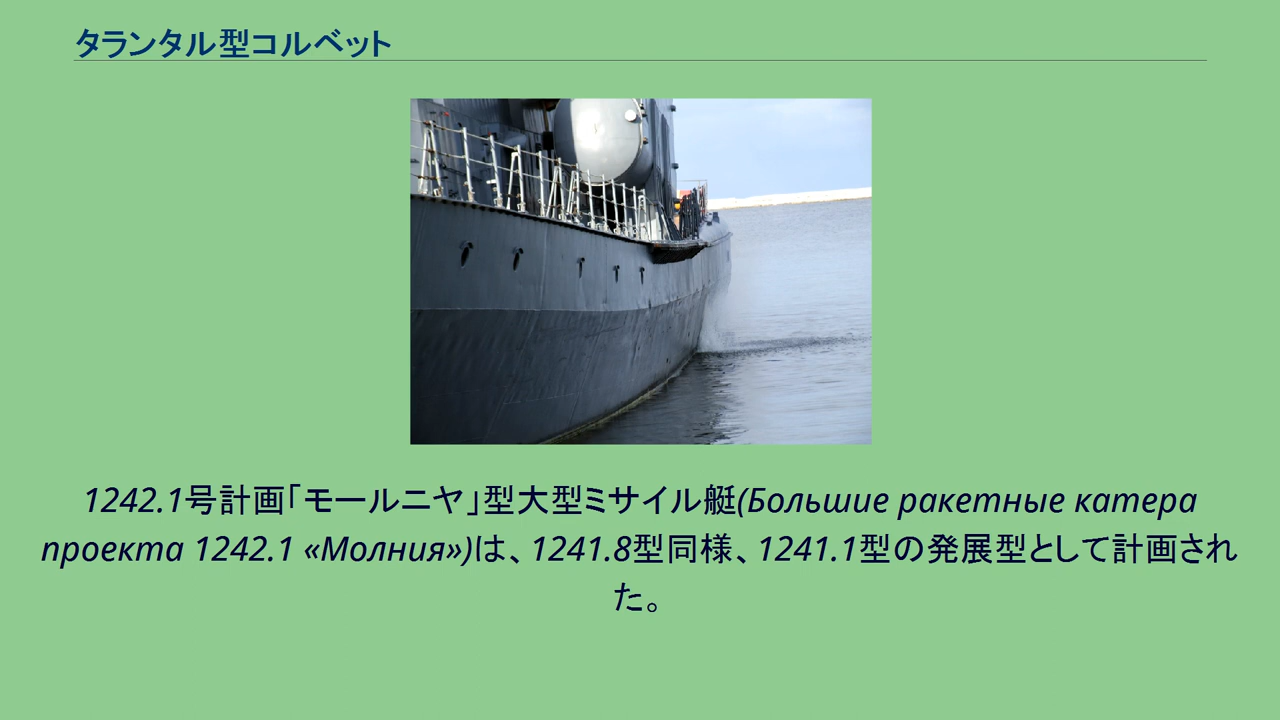 タランタル型コルベット
1242.1号計画｢モールニヤ｣型大型ミサイル艇(Большие ракетные катера
проекта 1242.1 «Молния»)は、1241.8型同様、1241.1型の発展型として計画され
た。